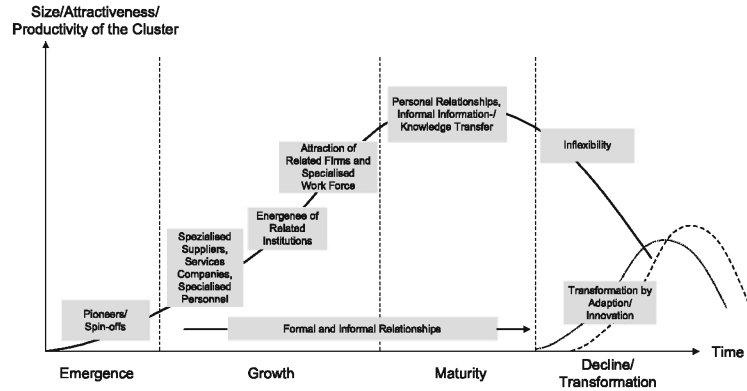 Size/Attractiveness/
Productivity of the Cluster
Personal Relationships,
Informal Information-/
Knowledge Transfer
Inflexibility
Attraction of
Related Firms and
Specialised
Work Force
Energenee of
Related
Institutions
Spezialised
Suppliers,
Services
Companies,
Specialised
Personnel
Pioneers/
Spin-offs
Formal and Informal Relationships
Transformation by
Adaption/
Innovation
Time
Emergence
Growth
Maturity
Decline/
Transformation